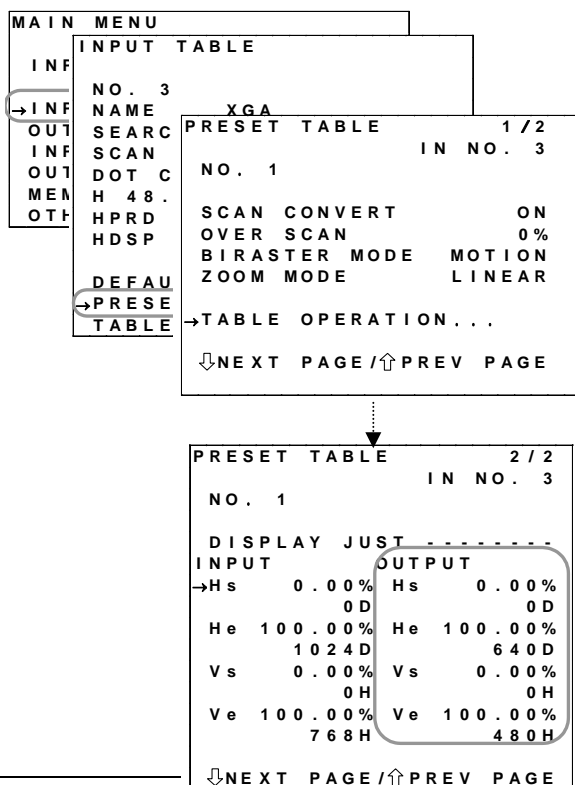 MAIN MENU
INP
→INP
OUT
INP
OUT
MEM
OTH
INPUT TABLE
NO. 3
NAME XGA
SEARC
SCAN
DOT C
H 48.
HPRD
HDSP
DEFAU
→PRESE
TABLE
PRESET TABLE 1/2
IN NO. 3
NO. 1
SCAN CONVERT ON
OVER SCAN 0%
BIRASTER MODE MOTION
ZOOM MODE LINEAR
→TABLE OPERATION...
⇩NEXT PAGE/⇧PREV PAGE
PRESET TABLE 2/2
IN NO. 3
NO. 1
DISPLAY JUST --------
INPUT OUTPUT
→Hs 0.00% Hs 0.00%
0D 0D
He 100.00% He 100.00%
1024D 640D
Vs 0.00% Vs 0.00%
0H 0H
Ve 100.00% Ve 100.00%
768H 480H
⇩NEXT PAGE/⇧PREV PAGE